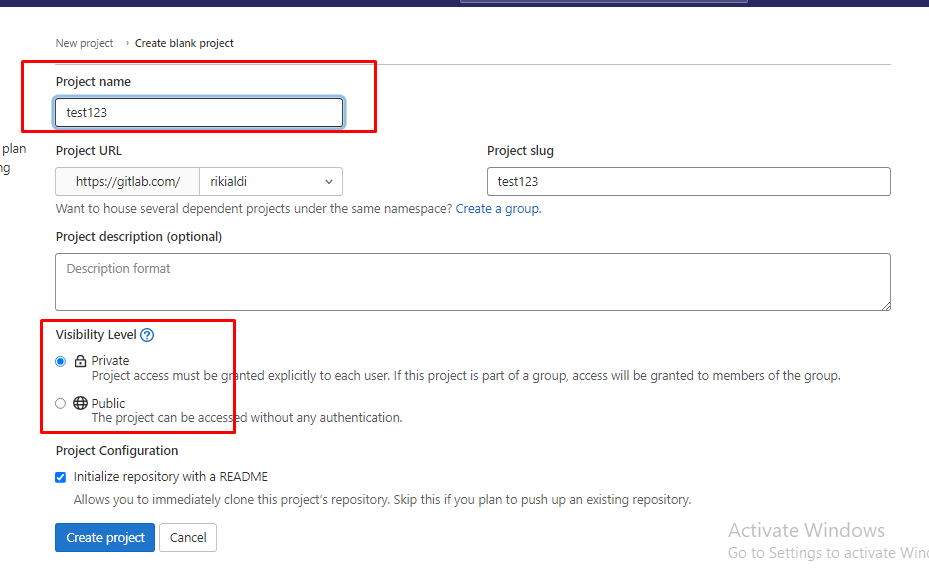 New project › Create blank project
Project name
test123
plan
Project URL
Project slug
https://gitlab.com/ rikialdi
test123
Want to house several dependent projects under the same namespace? Create a group.
Project description (optional)
Description format
Visibility Level ?
Private
Project access must be granted explicitly to each user. If this project is part of a group, access will be granted to members of the group.
Public
The project can be accessed without any authentication.
Project Configuration
Initialize repository with a README
Allows you to immediately clone this project's repository. Skip this if you plan to push up an existing repository.
Create project Cancel
Activate Windows
Go to Settings to activate